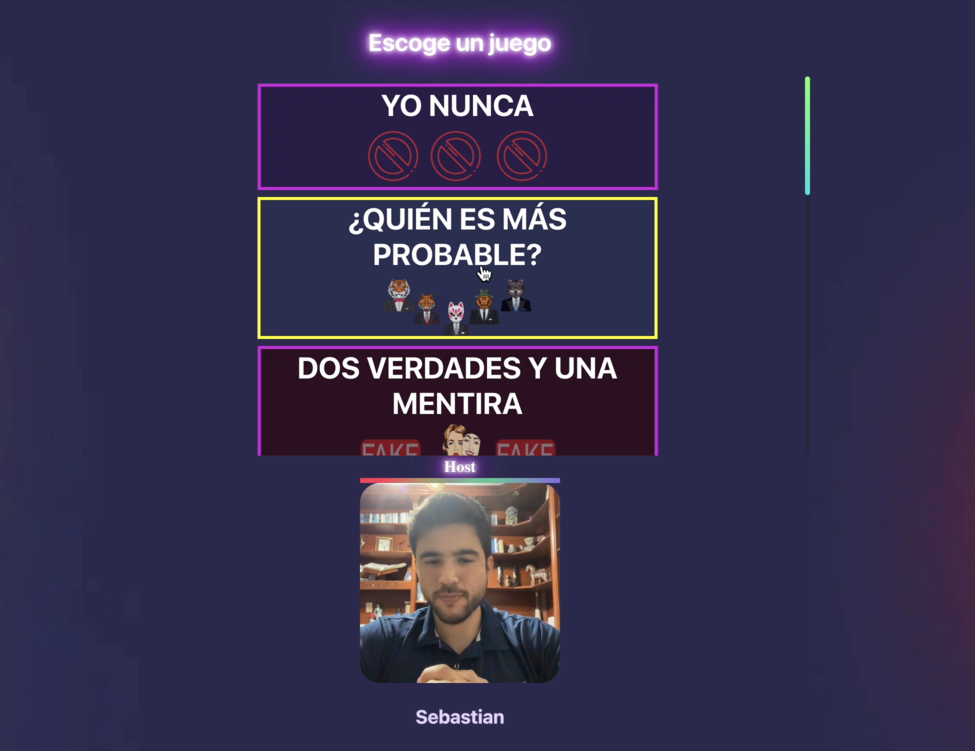 Escoge un juego
YO NUNCA
¿QUIÉN ES MÁS
PROBABLE?
DOS VERDADES Y UNA
MENTIRA
FAKE FAKE
Host
Sebastian